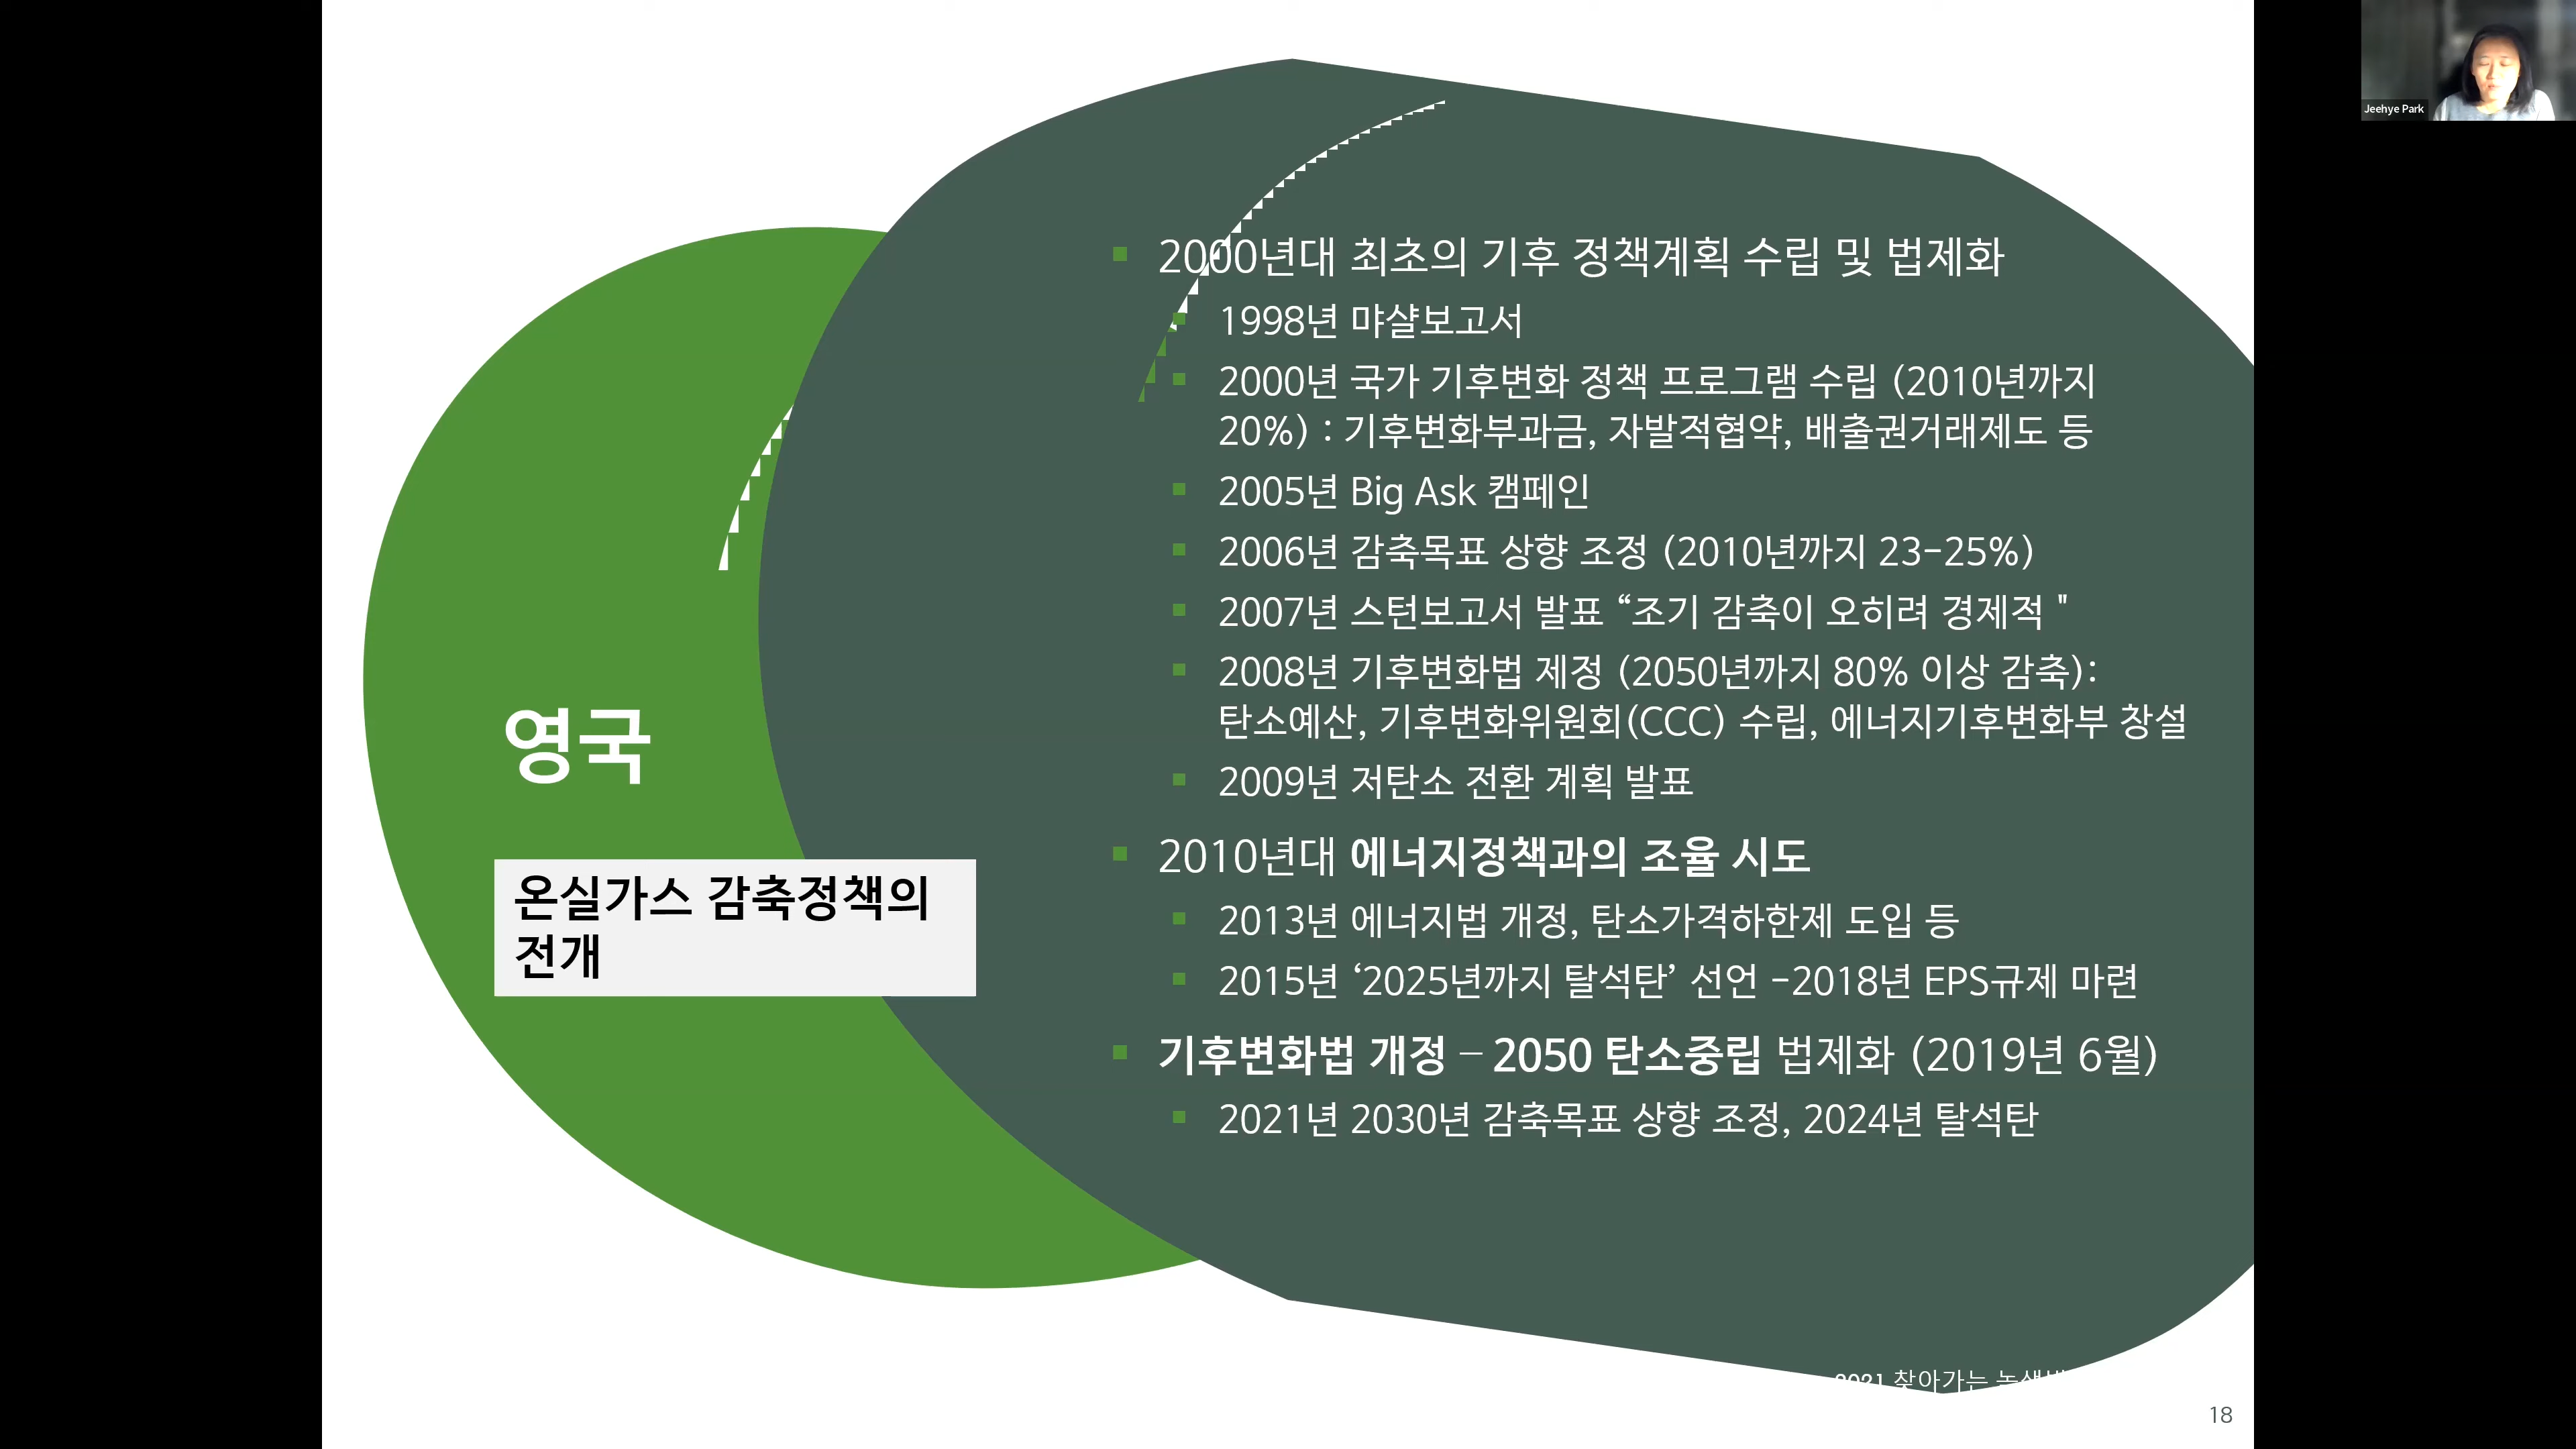 Jeehye Park
영국
온실가스 감축정책의
전개
2000년대 최초의 기후 정책계획 수립 및 법제화
1998년 먀샬보고서
2000년 국가 기후변화 정책 프로그램 수립 (2010년까지
20%) : 기후변화부과금, 자발적협약, 배출권거래제도 등
2005년 Big Ask 캠페인
2006년 감축목표 상향 조정 (2010년까지 23-25%)
2007년 스턴보고서 발표 “조기 감축이 오히려 경제적 "
2008년 기후변화법 제정 (2050년까지 80% 이상 감축):
탄소예산, 기후변화위원회(CCC) 수립, 에너지기후변화부 창설
2009년 저탄소 전환 계획 발표
2010년대 에너지정책과의 조율 시도
2013년 에너지법 개정, 탄소가격하한제 도입 등
2015년 ‘2025년까지 탈석탄’ 선언 -2018년 EPS규제 마련
기후변화법 개정 – 2050 탄소중립 법제화 (2019년 6월)
2021년 2030년 감축목표 상향 조정, 2024년 탈석탄
2021 찾아가는
18